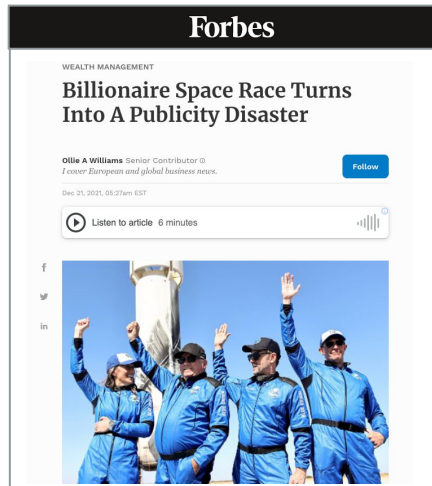 Forbes
WEALTH MANAGEMENT
Billionaire Space Race Turns
Into A Publicity Disaster
Ollie A Williams Senior Contributor
I cover European and global business news.
Follow
Dec 21, 2021, 05:27am EST
Listen to article 6 minutes
f
in